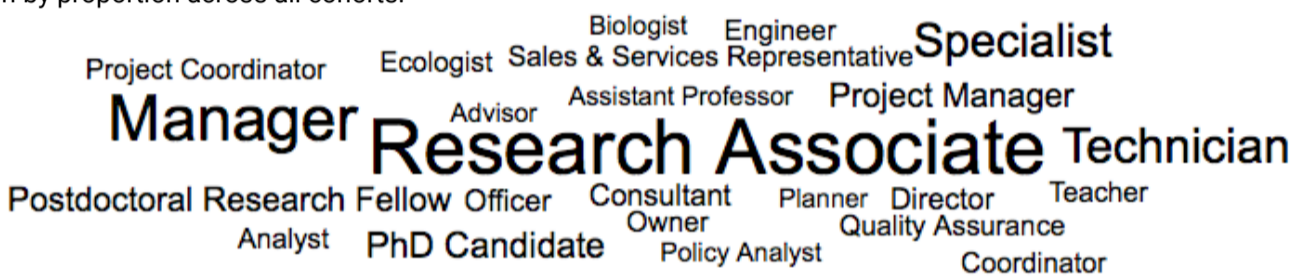 n by proportion across all cohorts.
Biologist Engineer Specialist
Project Coordinator Ecologist Sales & Services Representative
Manager Advisor Assistant Professor Project Manager
Research Associate Technician
Postdoctoral Research Fellow Officer Consultant Planner Director Teacher
Owner Quality Assurance
Analyst PhD Candidate Policy Analyst Coordinator